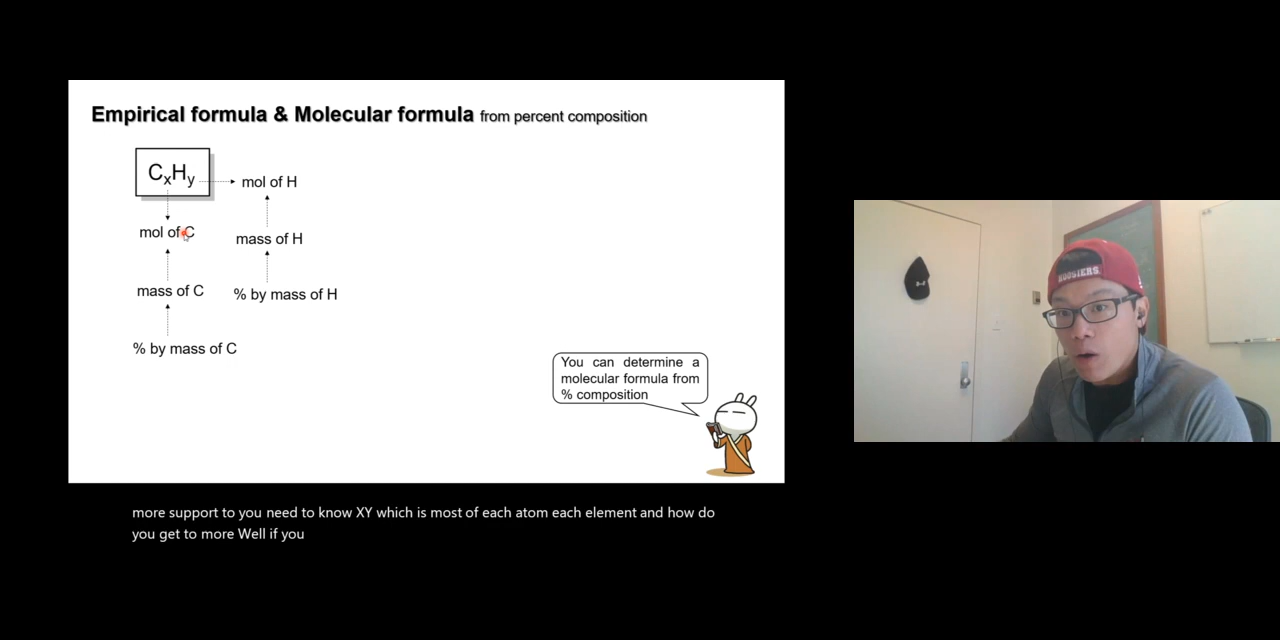 Empirical formula & Molecular formula from percent composition
CxHy
mol of H
mol of C
mass of H
mass of C
% by mass of H
% by mass of C
You can determine a
molecular formula from
% composition
HOOSIERS
more support to you need to know XY which is most of each atom each element and how do
you get to more Well if you